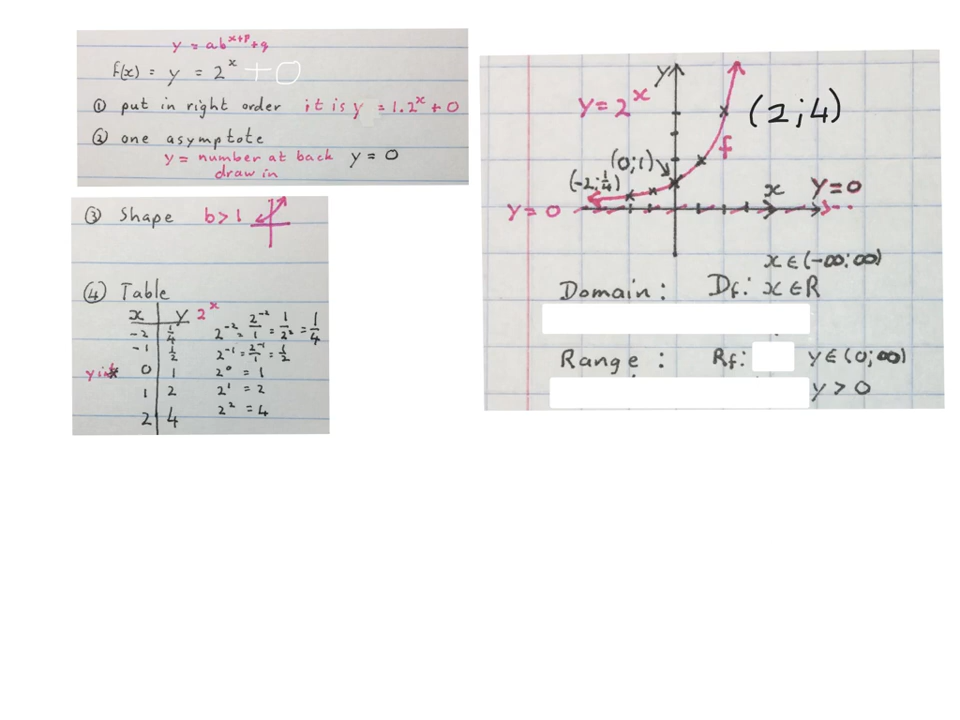 y = ab^(x+p) + q
f(x) = y = 2^x + 0
① put in right order it is y = 1.2^x + 0
② one asymptote
y = number at back y = 0
draw in
③ Shape b > 1
④ Table
x y 2^x
-2 1/4 2^-2 = 2^-2/1 = 1/2^2 = 1/4
-1 1/2 2^-1 = 2^-1/1 = 1/2
0 1 2^0 = 1
1 2 2^1 = 2
2 4 2^2 = 4
y
y = 2^x (2;4)
f
(0;1)
(-2;1/4)
x y = 0
y = 0
x ∈ (-∞;∞)
Domain : Df: x ∈ R
Range : Rf: y ∈ (0;∞)
y > 0